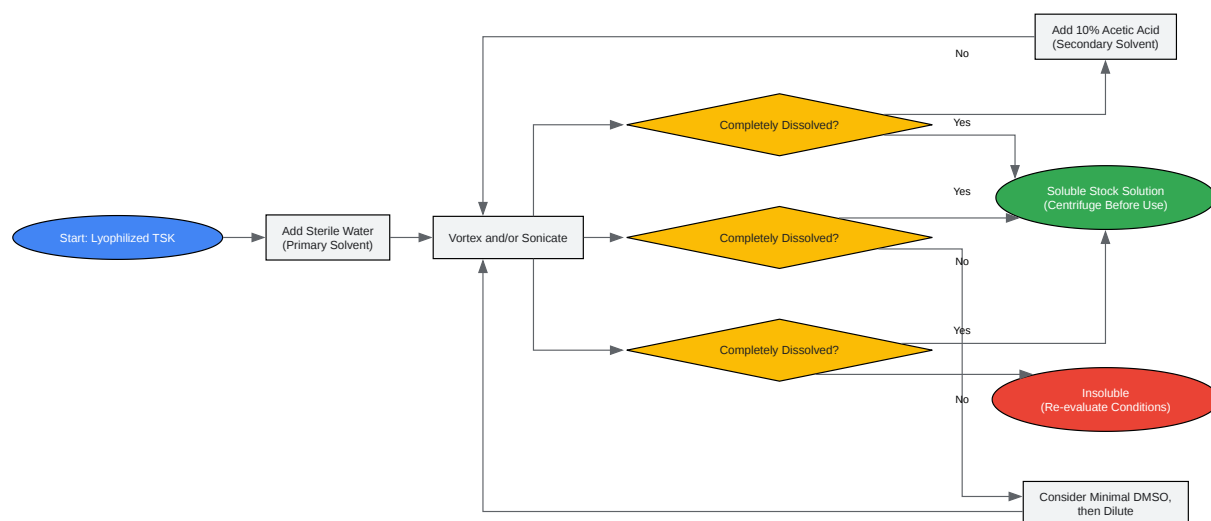 Add 10% Acetic Acid
(Secondary Solvent)
No
Completely Dissolved?
Yes
Yes
Soluble Stock Solution
(Centrifuge Before Use)
Start: Lyophilized TSK
Add Sterile Water
(Primary Solvent)
Vortex and/or Sonicate
Completely Dissolved?
No
Yes
Completely Dissolved?
No
Insoluble
(Re-evaluate Conditions)
Consider Minimal DMSO,
then Dilute